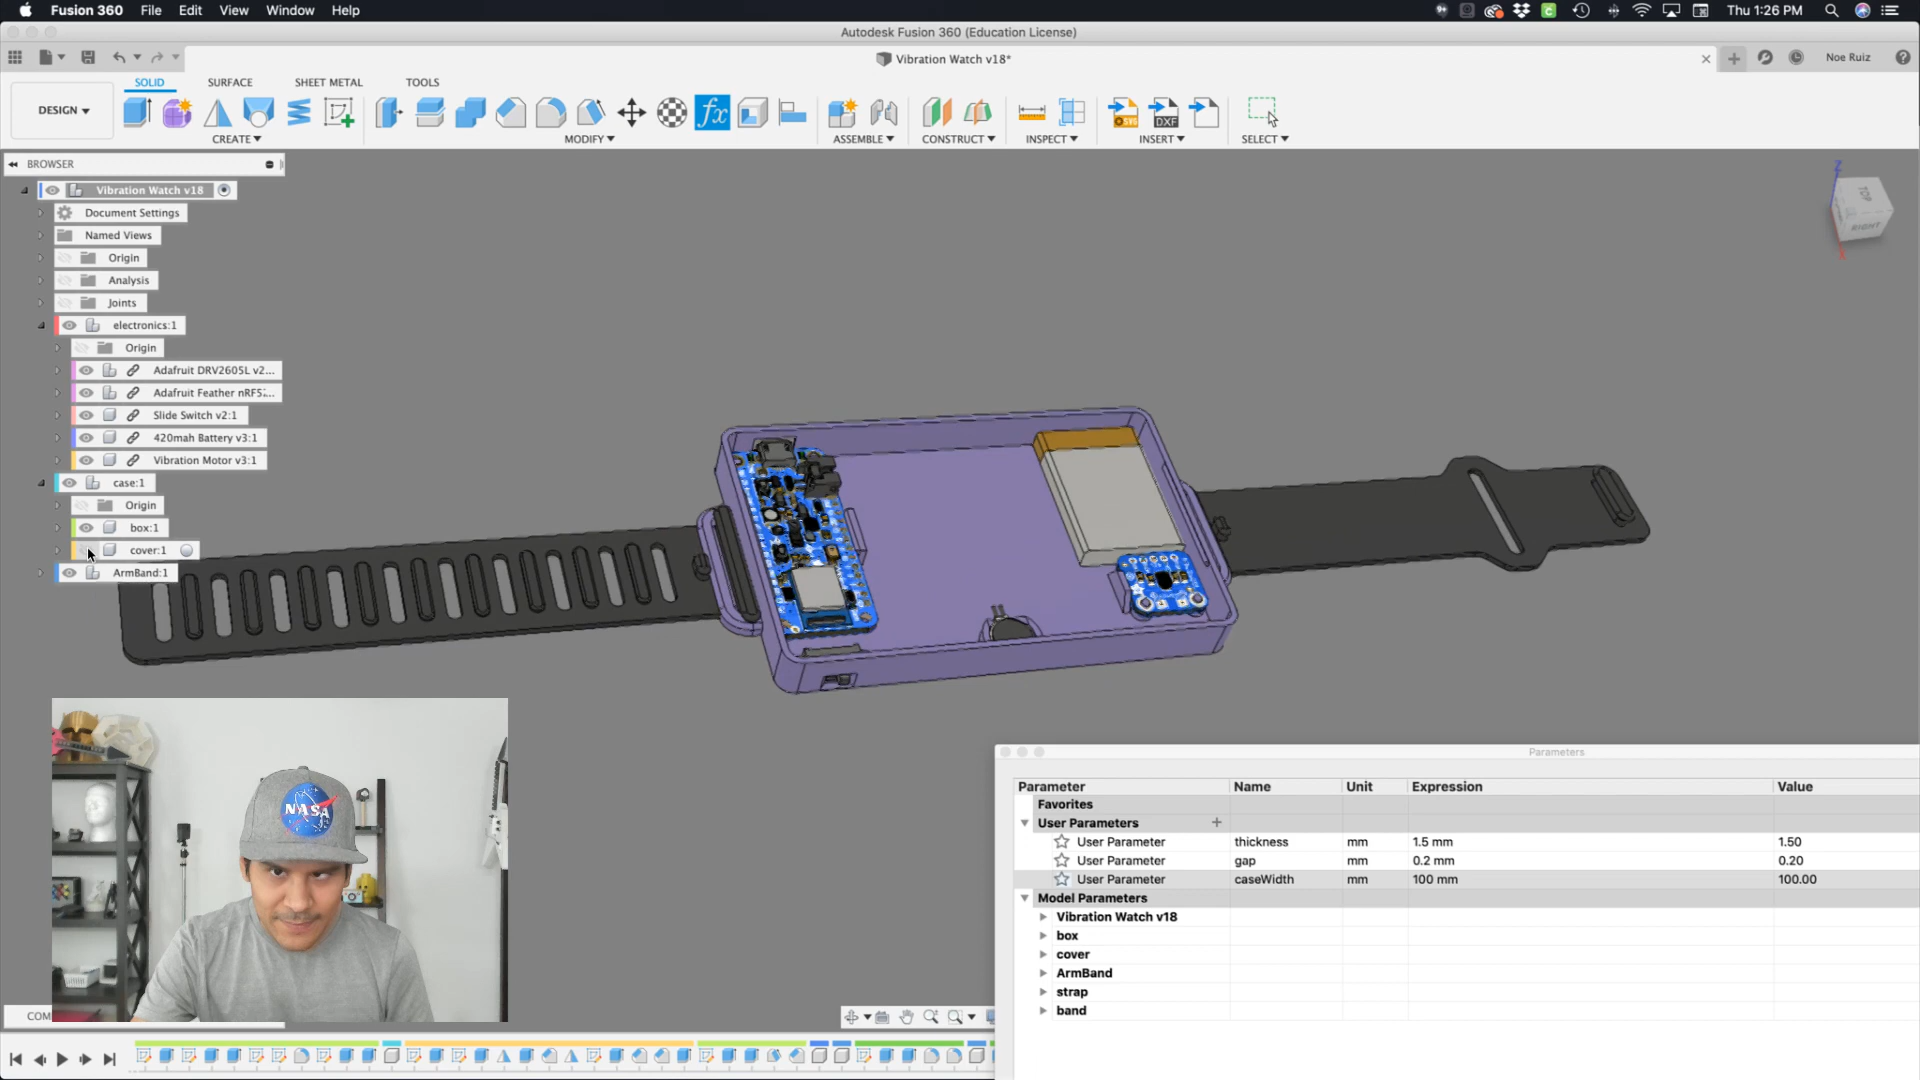 Fusion 360 File Edit View Window Help Thu 1:26 PM
Autodesk Fusion 360 (Education License)
Vibration Watch v18* Noe Ruiz
SOLID SURFACE SHEET METAL TOOLS
DESIGN
CREATE MODIFY ASSEMBLE CONSTRUCT INSPECT INSERT SELECT
BROWSER
Vibration Watch v18
Document Settings
Named Views
Origin
Analysis
Joints
electronics:1
Origin
Adafruit DRV2605L v2...
Adafruit Feather nRF5...
Slide Switch v2:1
420mah Battery v3:1
Vibration Motor v3:1
case:1
Origin
box:1
cover:1
ArmBand:1
Z
TOP
RIGHT
NASA
Parameters
Parameter Name Unit Expression Value
Favorites
User Parameters +
User Parameter thickness mm 1.5 mm 1.50
User Parameter gap mm 0.2 mm 0.20
User Parameter caseWidth mm 100 mm 100.00
Model Parameters
Vibration Watch v18
box
cover
ArmBand
strap
band
COM